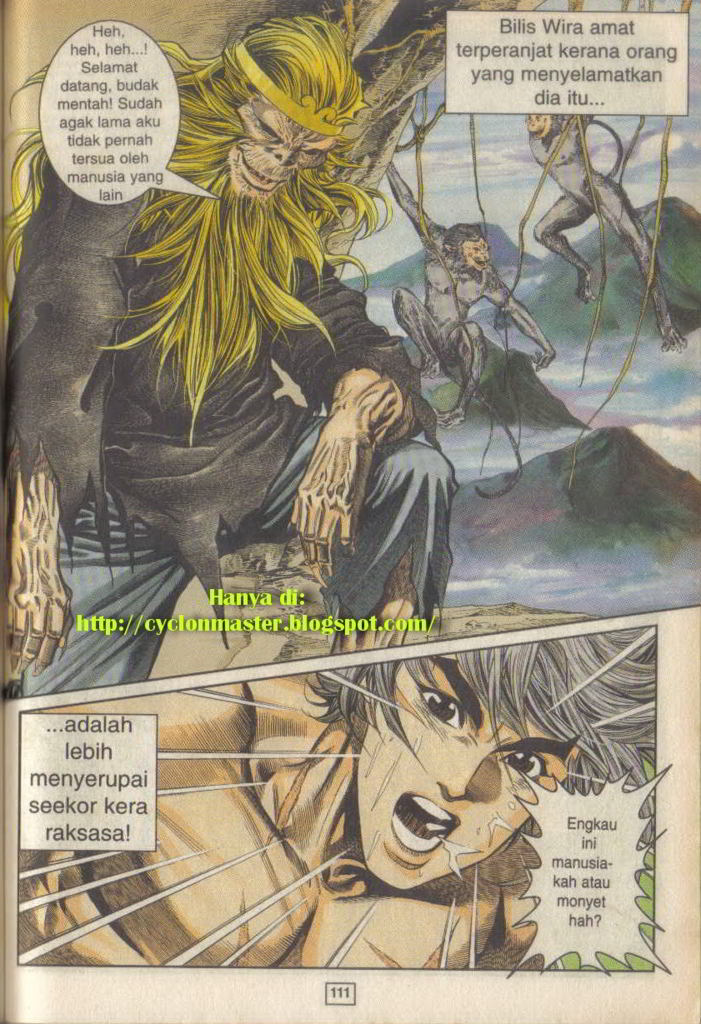 Heh,
heh, heh...!
Selamat
datang, budak
mentah! Sudah
agak lama aku
tidak pernah
tersua oleh
manusia yang
lain
Bilis Wira amat
terperanjat kerana orang
yang menyelamatkan
dia itu...
Hanya di:
http://cyclonmaster.blogspot.com/
...adalah
lebih
menyerupai
seekor kera
raksasa!
Engkau
ini
manusia-
kah atau
monyet
hah?
111